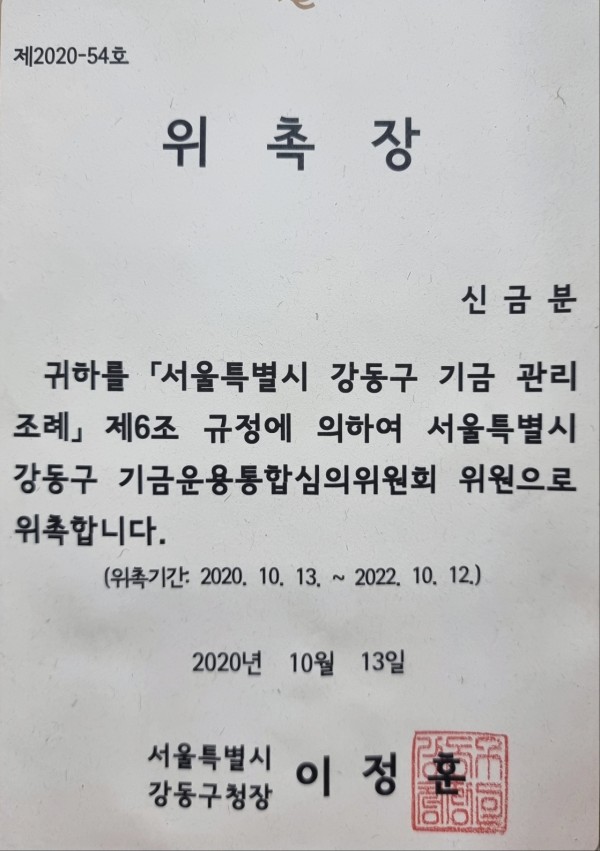 제2020-54호
위 촉 장
신 금 분
귀하를 「서울특별시 강동구 기금 관리
조례」 제6조 규정에 의하여 서울특별시
강동구 기금운용통합심의위원회 위원으로
위촉합니다.
(위촉기간: 2020. 10. 13. ~ 2022. 10. 12.)
2020년 10월 13일
서울특별시
강동구청장 이 정 훈